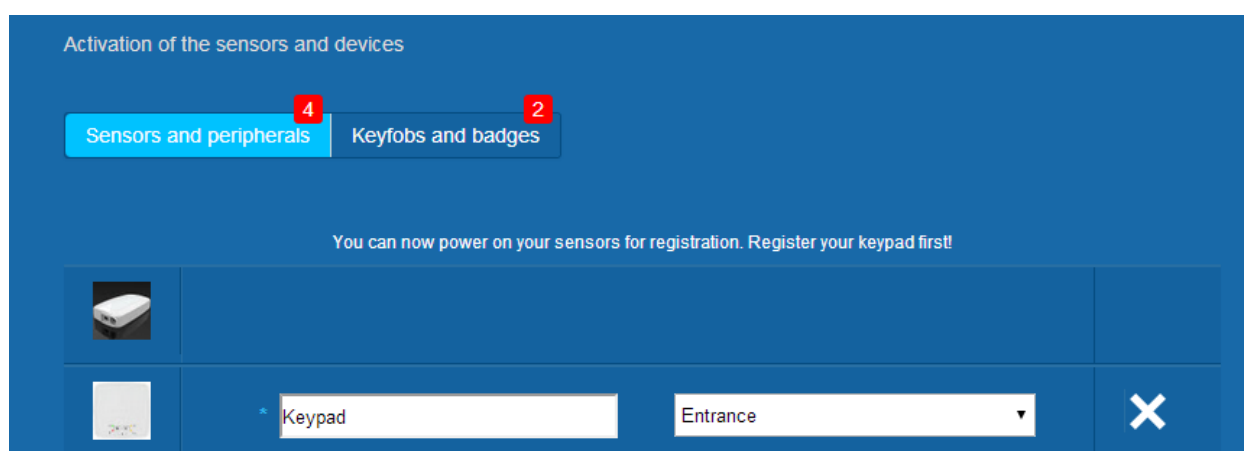 Activation of the sensors and devices
4
2
Sensors and peripherals
Keyfobs and badges
You can now power on your sensors for registration. Register your keypad first!
* Keypad
Entrance